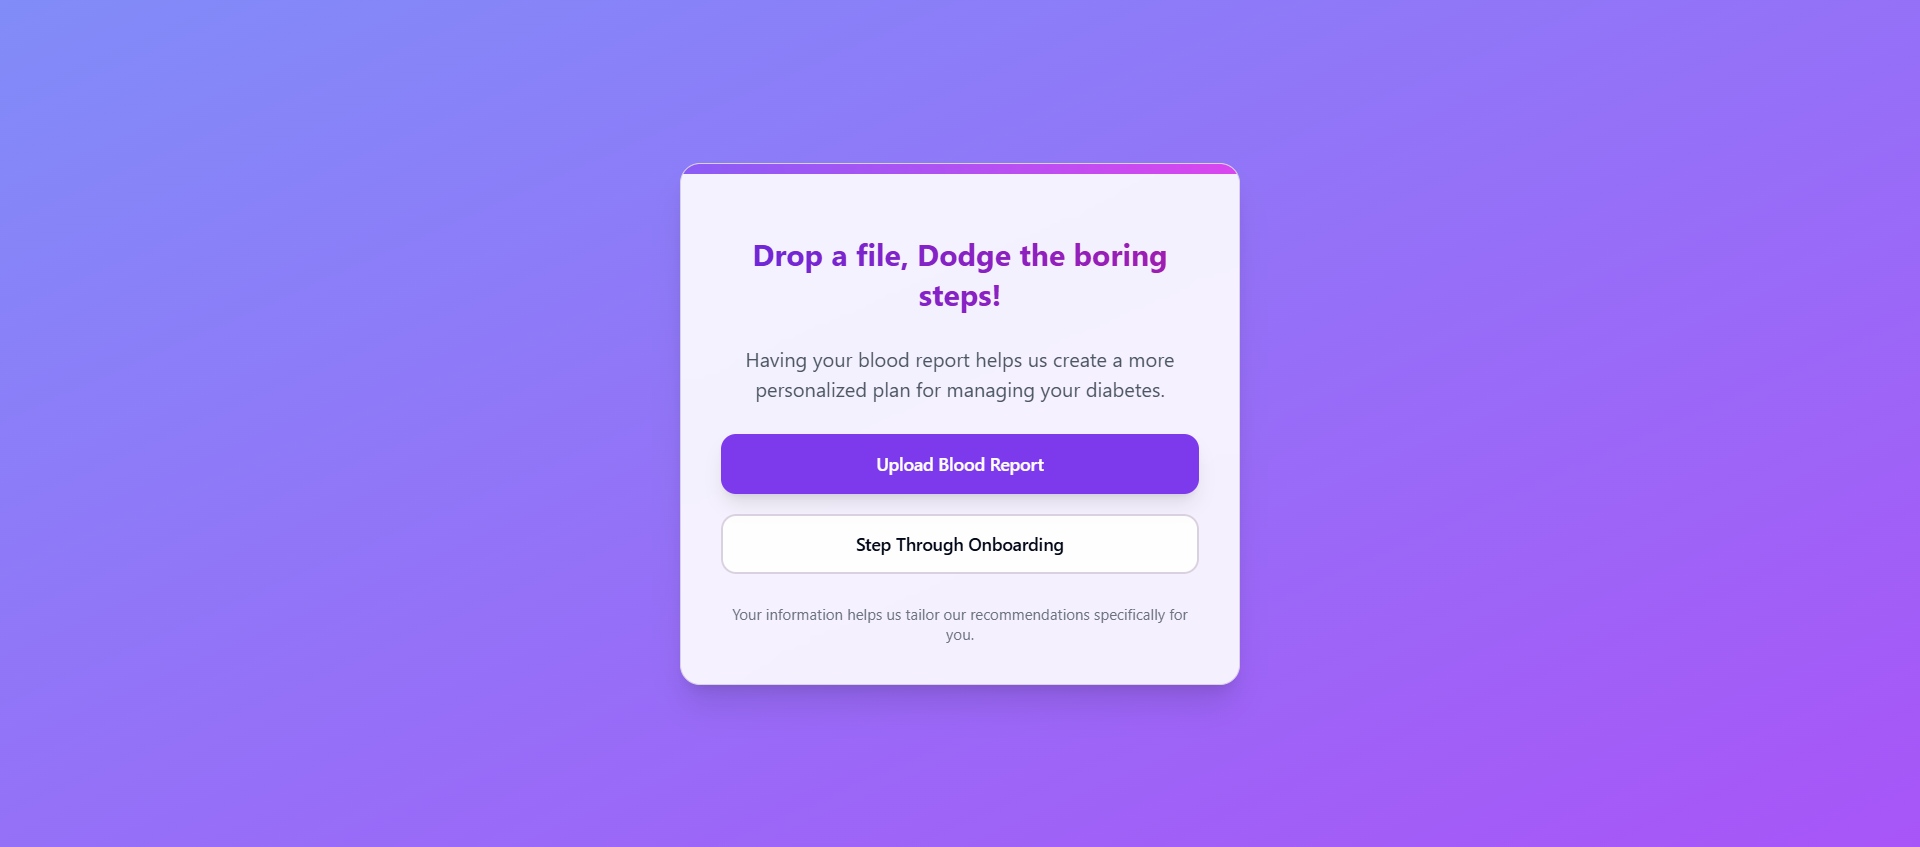 Drop a file, Dodge the boring
steps!
Having your blood report helps us create a more
personalized plan for managing your diabetes.
Upload Blood Report
Step Through Onboarding
Your information helps us tailor our recommendations specifically for
you.